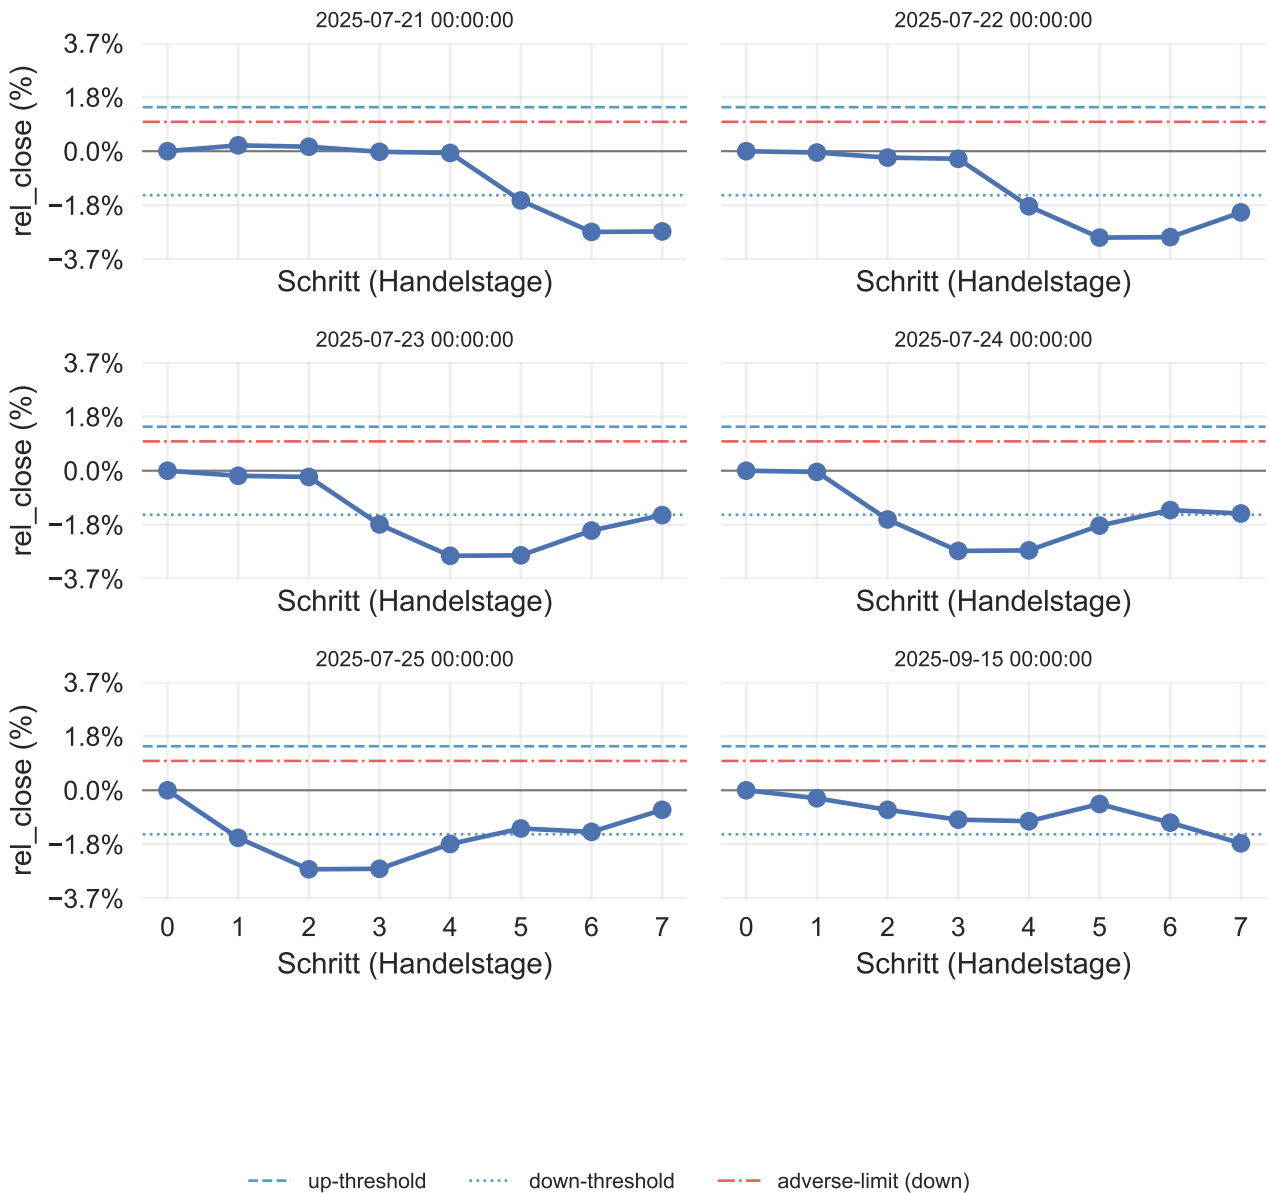 2025-07-21 00:00:00
2025-07-22 00:00:00
rel_close (%)
3.7%
1.8%
0.0%
−1.8%
−3.7%
Schritt (Handelstage)
Schritt (Handelstage)
2025-07-23 00:00:00
2025-07-24 00:00:00
rel_close (%)
3.7%
1.8%
0.0%
−1.8%
−3.7%
Schritt (Handelstage)
Schritt (Handelstage)
2025-07-25 00:00:00
2025-09-15 00:00:00
rel_close (%)
3.7%
1.8%
0.0%
−1.8%
−3.7%
0 1 2 3 4 5 6 7
0 1 2 3 4 5 6 7
Schritt (Handelstage)
Schritt (Handelstage)
up-threshold down-threshold adverse-limit (down)